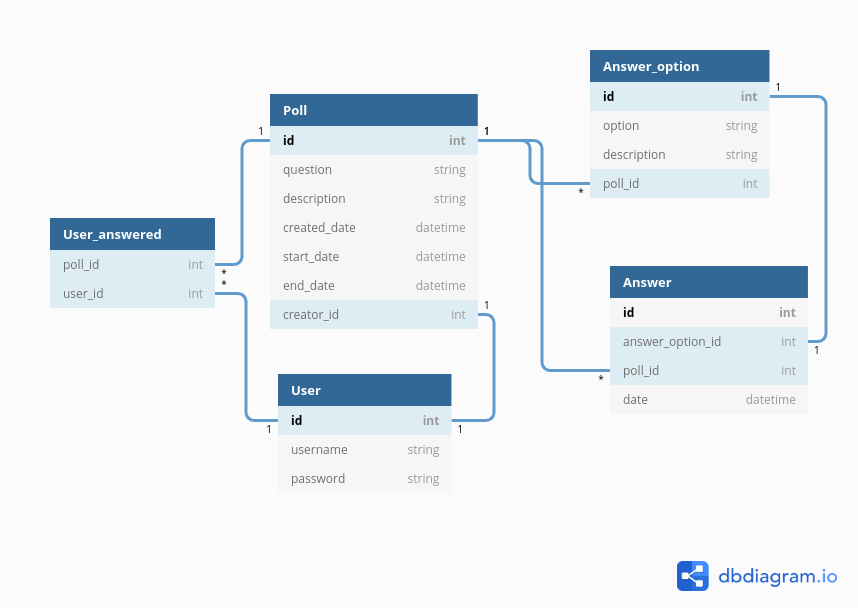 User_answered
poll_id int
user_id int
1
*
*
1
Poll
id int
question string
description string
created_date datetime
start_date datetime
end_date datetime
creator_id int
1
1
User
id int
username string
password string
1
Answer_option
id int
option string
description string
poll_id int
1
*
Answer
id int
answer_option_id int
poll_id int
date datetime
1
*
dbdiagram.io